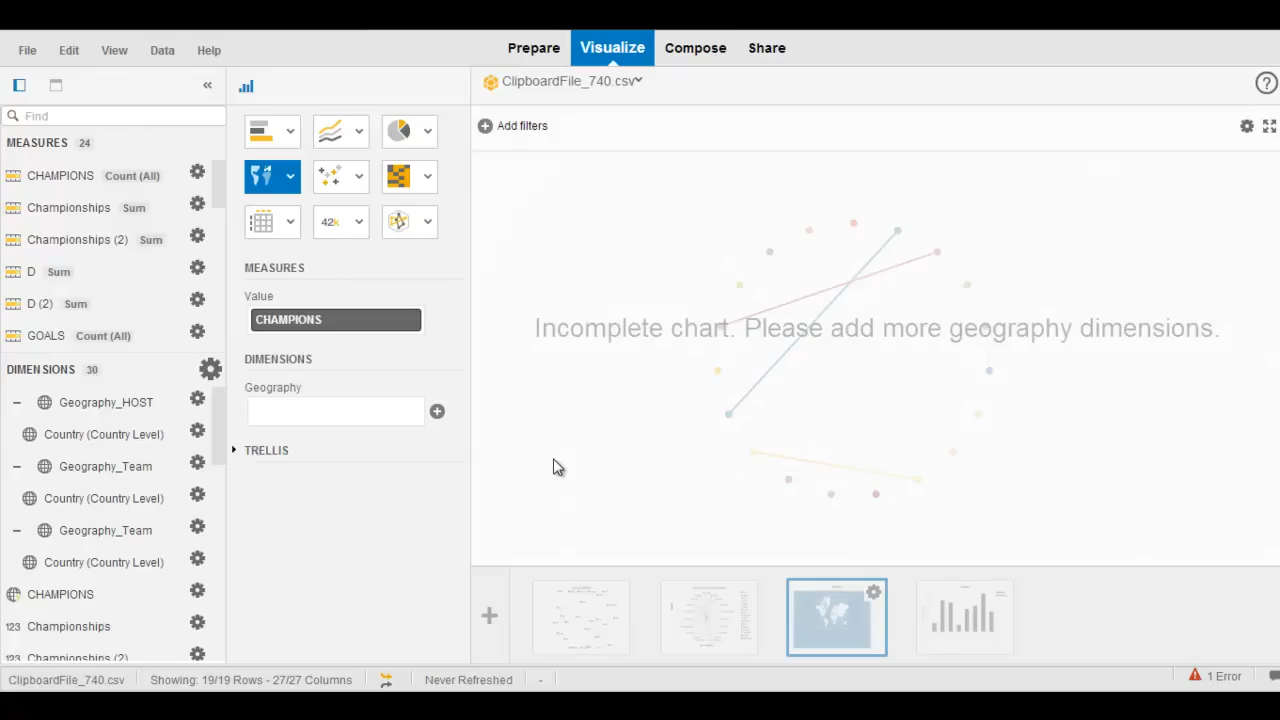 File Edit View Data Help
Prepare Visualize Compose Share
«
ClipboardFile_740.csv
?
Find
Add filters
MEASURES 24
CHAMPIONS Count (All)
Championships Sum
Championships (2) Sum
D Sum
D (2) Sum
GOALS Count (All)
DIMENSIONS 30
Geography_HOST
Country (Country Level)
Geography_Team
Country (Country Level)
Geography_Team
Country (Country Level)
CHAMPIONS
123 Championships
123 Championships (2)
42K
MEASURES
Value
CHAMPIONS
DIMENSIONS
Geography
TRELLIS
Incomplete chart. Please add more geography dimensions.
ClipboardFile_740.csv Showing: 19/19 Rows - 27/27 Columns Never Refreshed - 1 Error